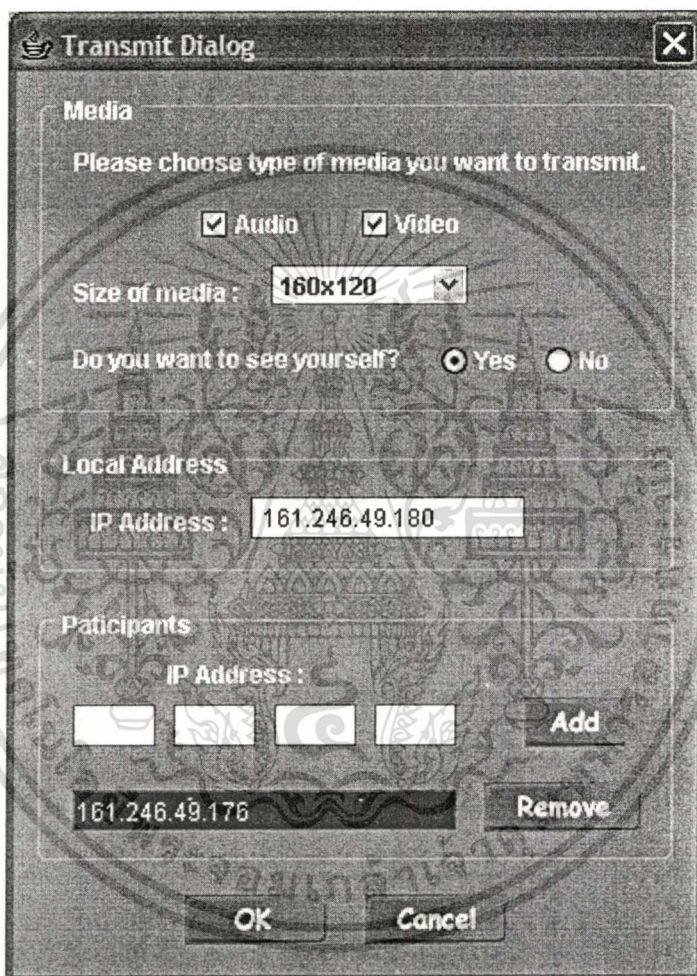 Transmit Dialog
Media
Please choose type of media you want to transmit.
Audio Video
Size of media : 160x120
Do you want to see yourself? Yes No
Local Address
IP Address : 161.246.49.180
Paticipants
IP Address :
Add
161.246.49.176 Remove
OK Cancel